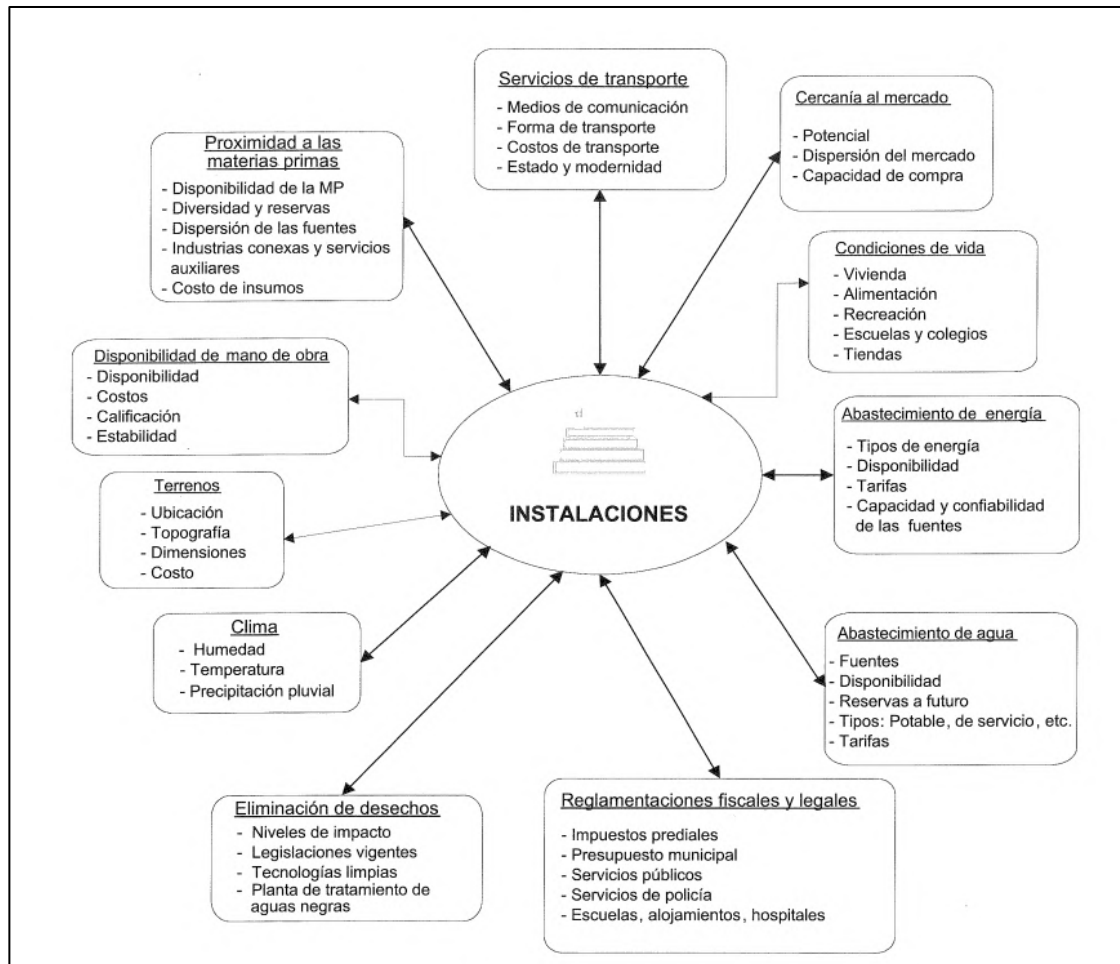 Servicios de transporte
- Medios de comunicación
- Forma de transporte
- Costos de transporte
- Estado y modernidad
Cercanía al mercado
- Potencial
- Dispersión del mercado
- Capacidad de compra
Proximidad a las
materias primas
- Disponibilidad de la MP
- Diversidad y reservas
- Dispersión de las fuentes
- Industrias conexas y servicios
auxiliares
- Costo de insumos
Condiciones de vida
- Vivienda
- Alimentación
- Recreación
- Escuelas y colegios
- Tiendas
Disponibilidad de mano de obra
- Disponibilidad
- Costos
- Calificación
- Estabilidad
Abastecimiento de energía
- Tipos de energía
- Disponibilidad
- Tarifas
- Capacidad y confiabilidad
de las fuentes
INSTALACIONES
Terrenos
- Ubicación
- Topografía
- Dimensiones
- Costo
Clima
- Humedad
- Temperatura
- Precipitación pluvial
Abastecimiento de agua
- Fuentes
- Disponibilidad
- Reservas a futuro
- Tipos: Potable, de servicio, etc.
- Tarifas
Eliminación de desechos
- Niveles de impacto
- Legislaciones vigentes
- Tecnologías limpias
- Planta de tratamiento de
aguas negras
Reglamentaciones fiscales y legales
- Impuestos prediales
- Presupuesto municipal
- Servicios públicos
- Servicios de policía
- Escuelas, alojamientos, hospitales